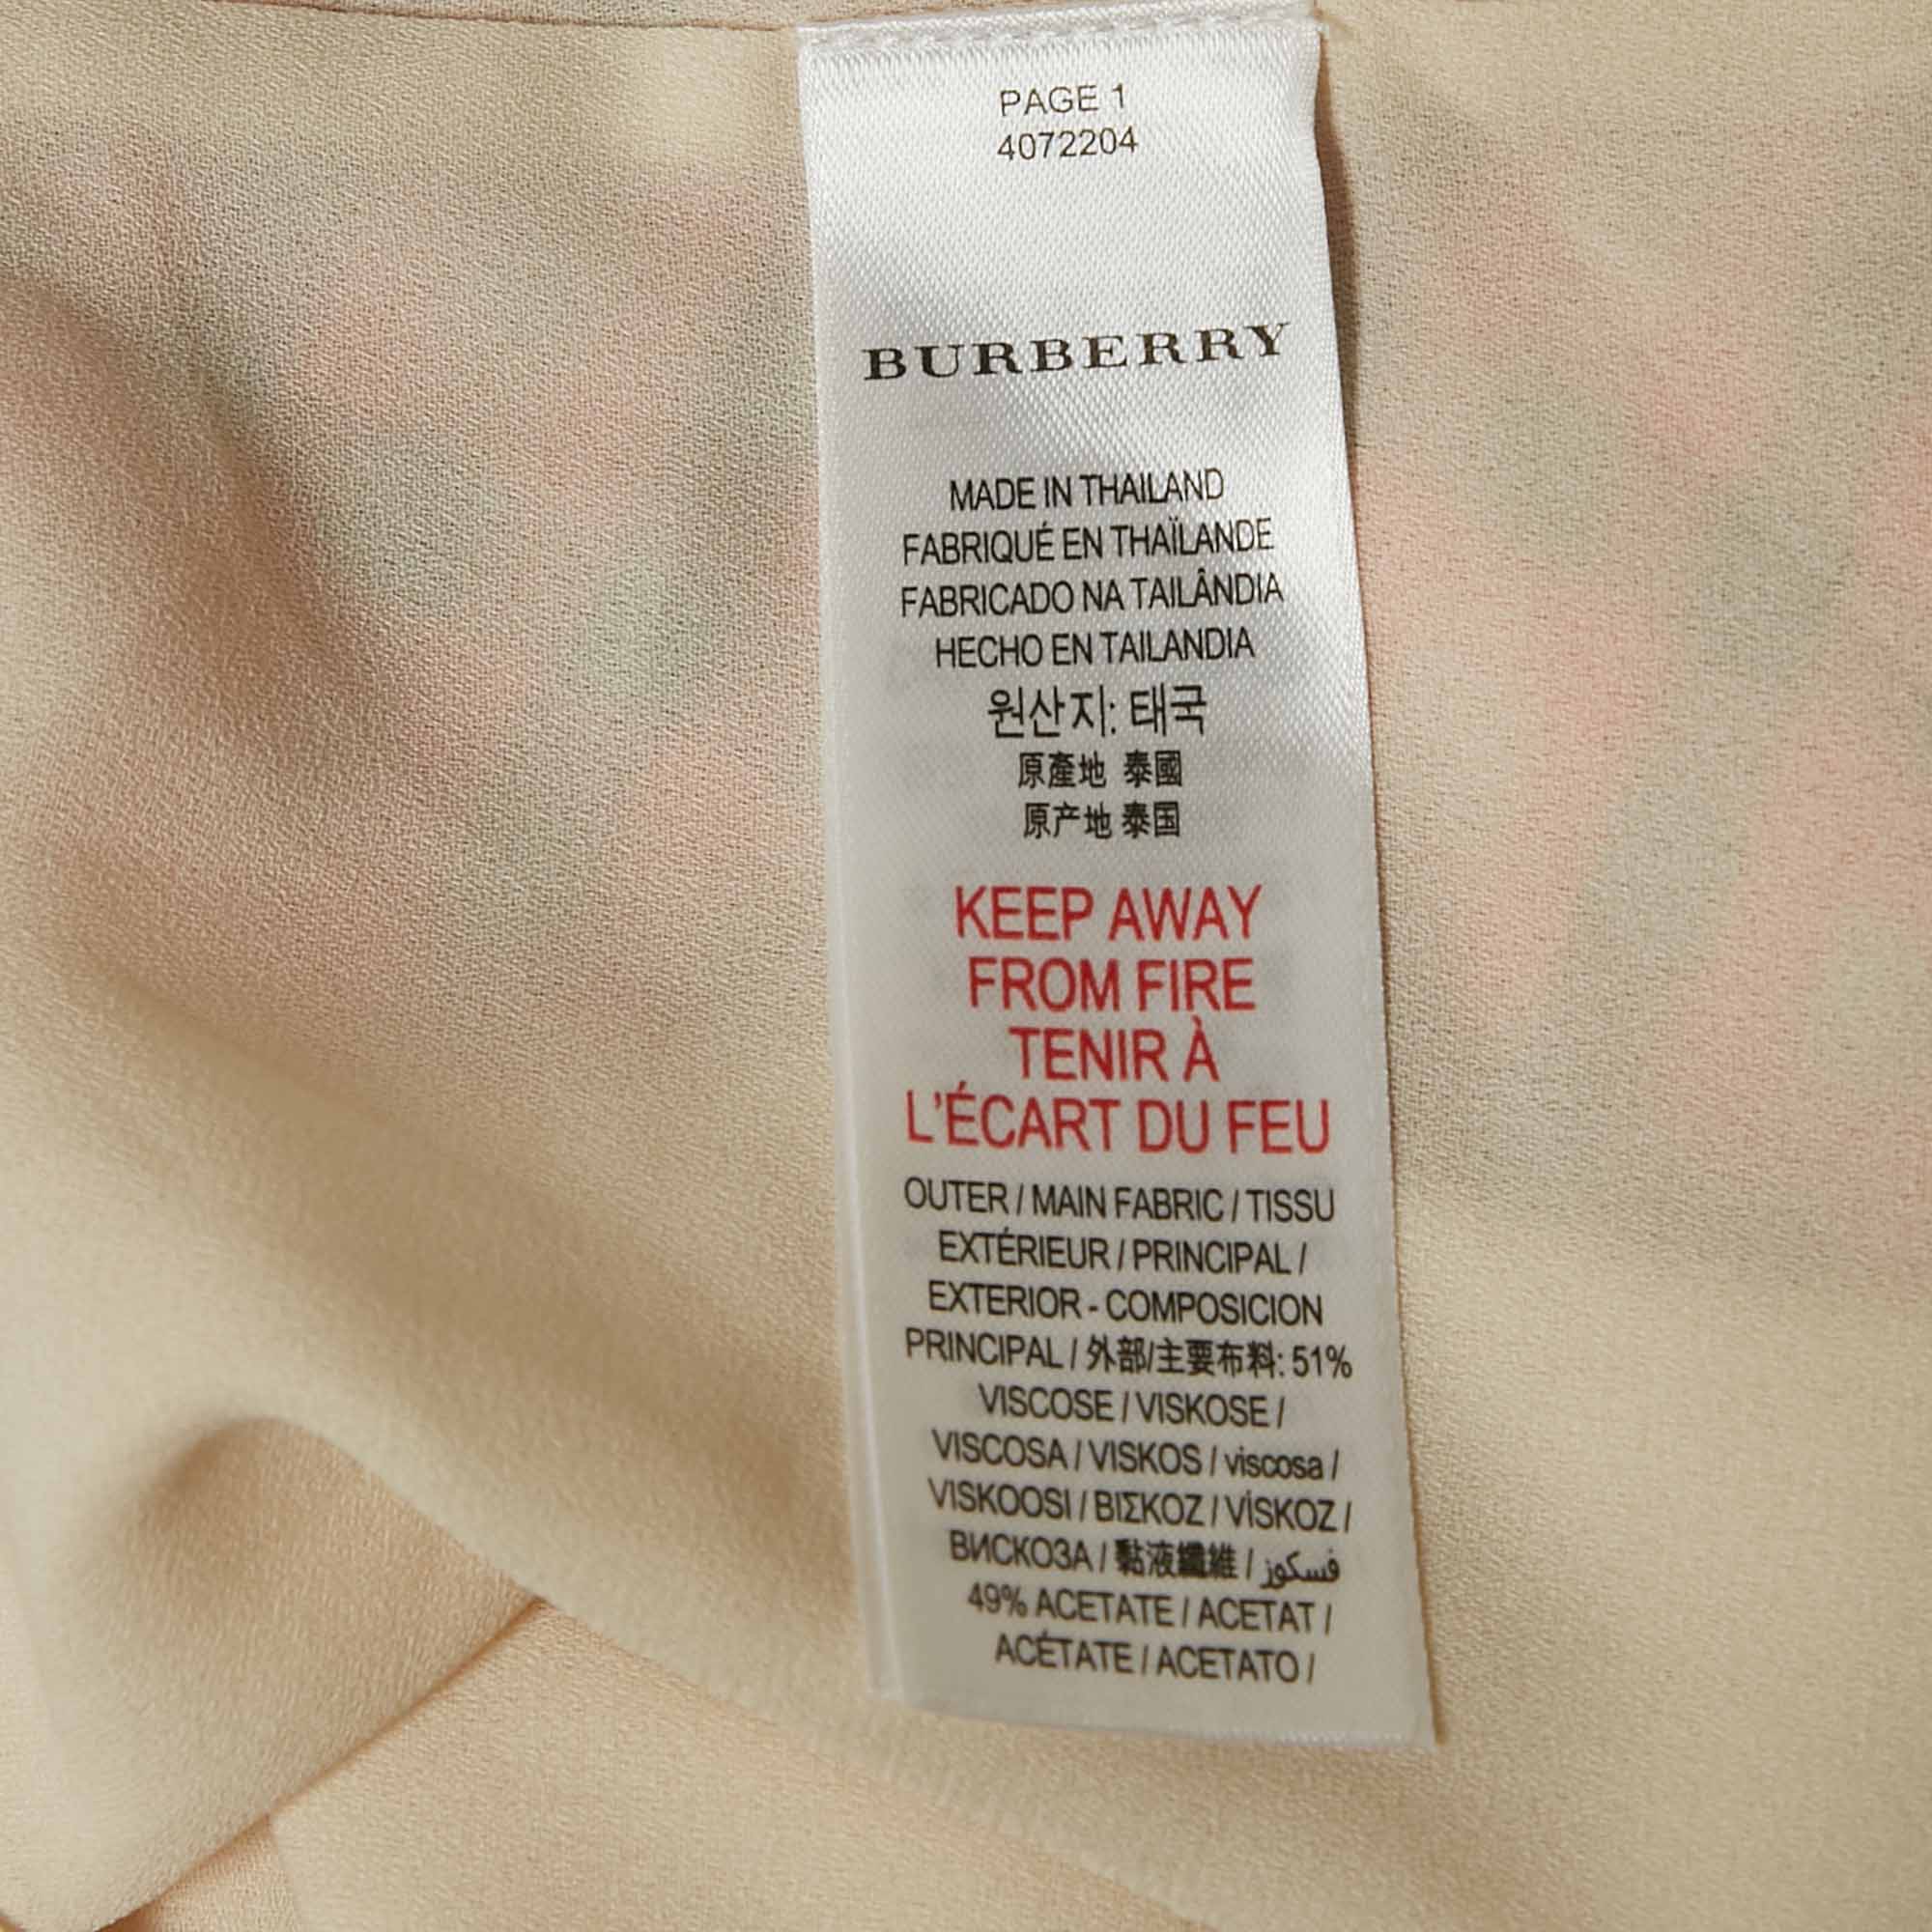 PAGE 1
4072204
BURBERRY
MADE IN THAILAND
FABRIQUÉ EN THAÏLANDE
FABRICADO NA TAILÂNDIA
HECHO EN TAILANDIA
원산지: 태국
原產地 泰國
原产地 泰国
KEEP AWAY
FROM FIRE
TENIR À
L'ÉCART DU FEU
OUTER / MAIN FABRIC / TISSU
EXTÉRIEUR / PRINCIPAL /
EXTERIOR - COMPOSICION
PRINCIPAL / 外部/主要布料: 51%
VISCOSE / VISKOSE /
VISCOSA / VISKOS / viscosa /
VISKOOSI / ΒΙΣΚΟΖ / VİSKOZ /
ВИСКОЗА / 黏液纖維 / فسكوز
49% ACETATE / ACETAT /
ACÉTATE / ACETATO /